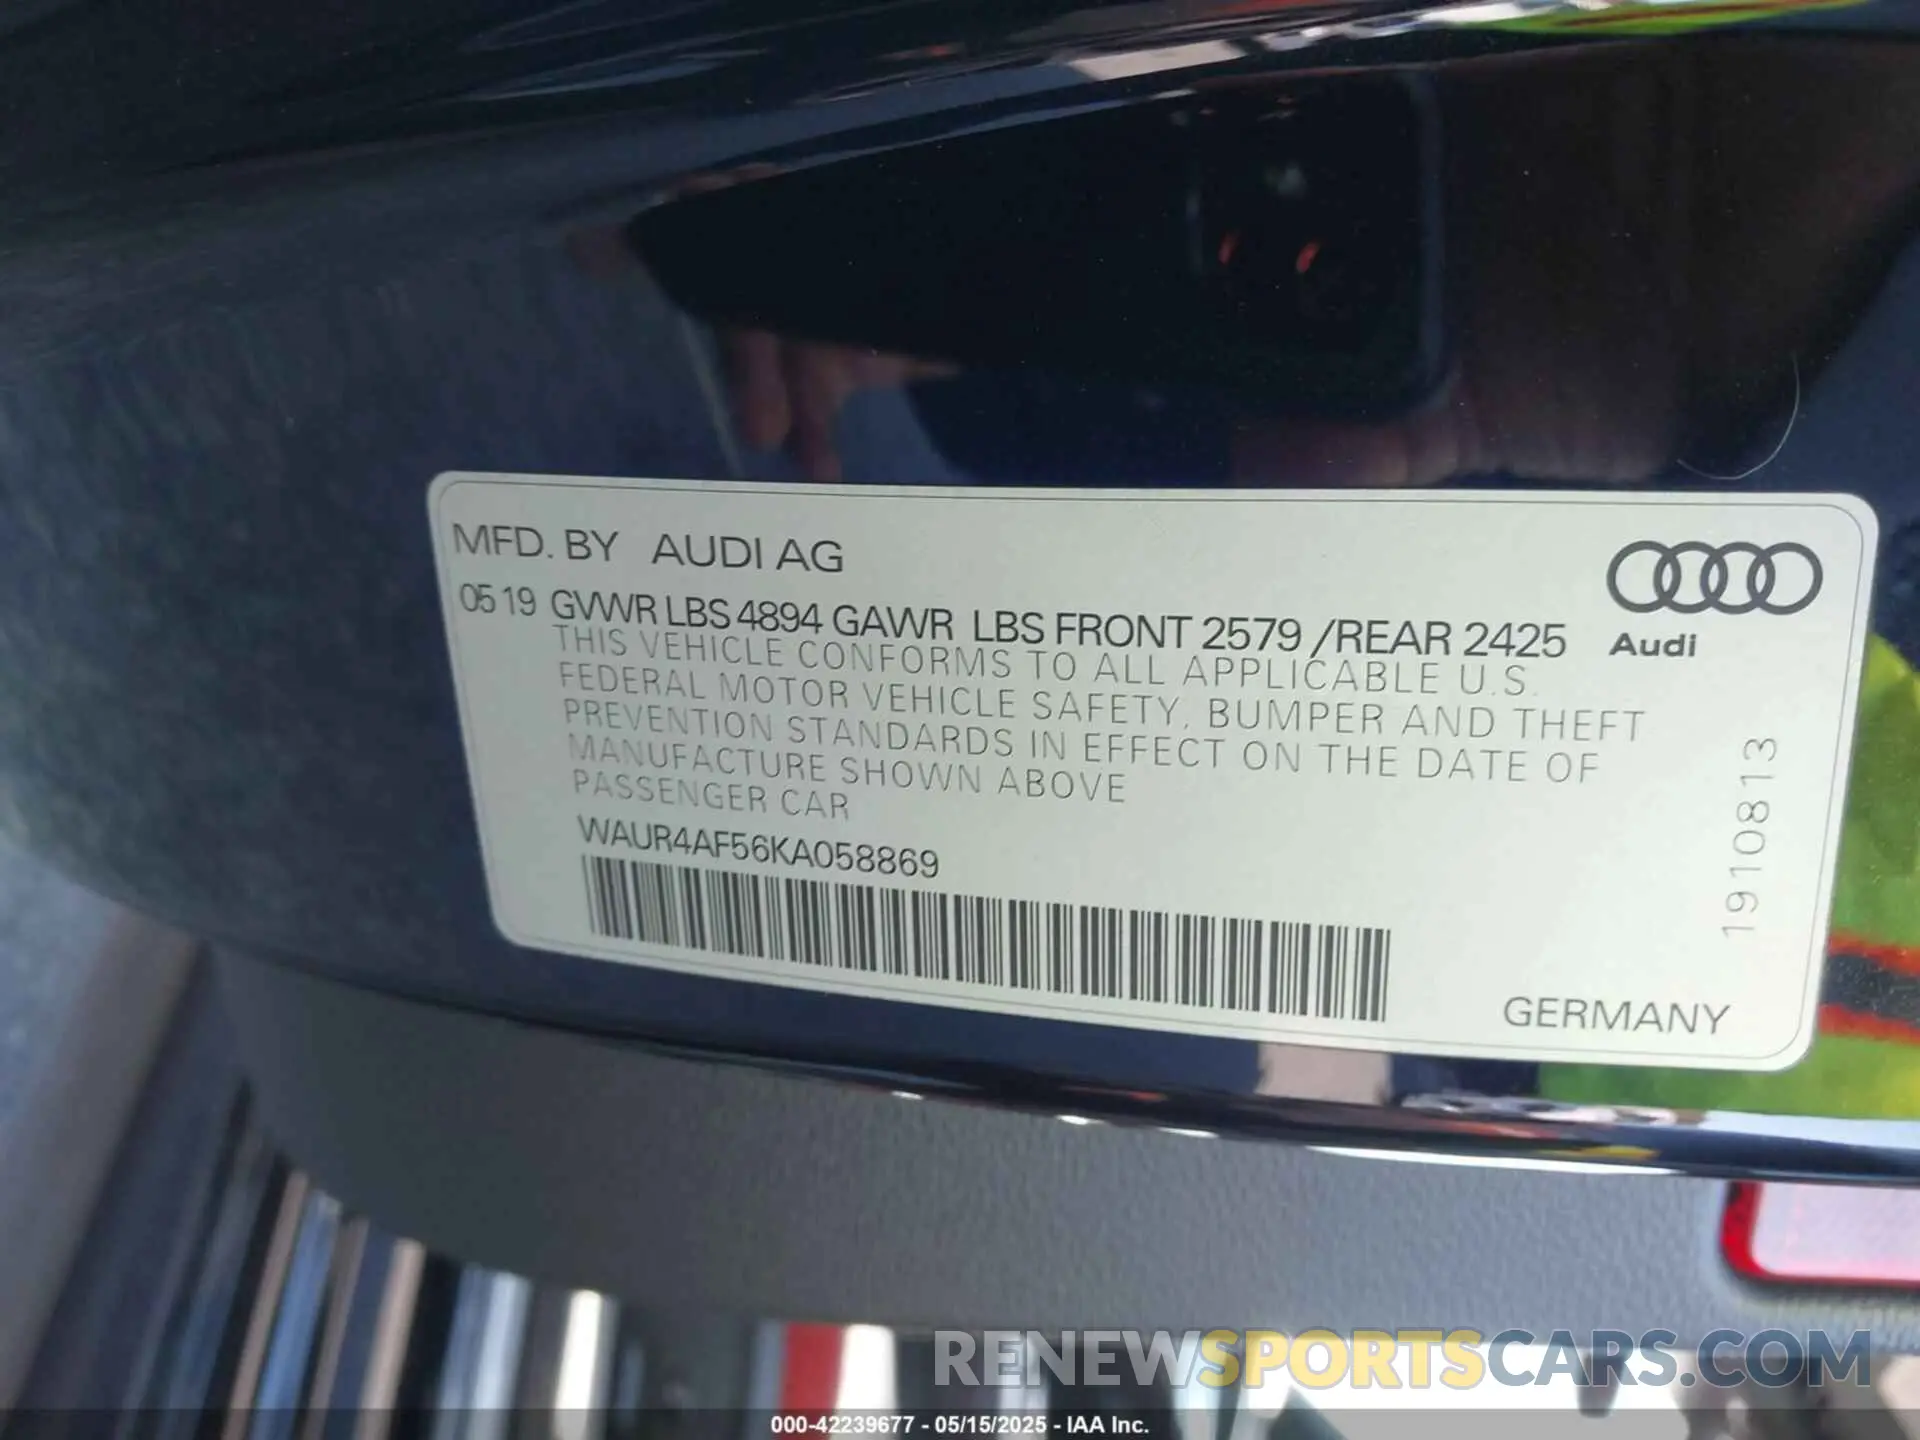 MFD. BY AUDI AG
0519 GVWR LBS 4894 GAWR LBS FRONT 2579 /REAR 2425
THIS VEHICLE CONFORMS TO ALL APPLICABLE U.S.
FEDERAL MOTOR VEHICLE SAFETY, BUMPER AND THEFT
PREVENTION STANDARDS IN EFFECT ON THE DATE OF
MANUFACTURE SHOWN ABOVE
PASSENGER CAR
WAUR4AF56KA058869
Audi
1910813
GERMANY
RENEWSPORTSCARS.COM
000-42239677 - 05/15/2025 - IAA Inc.